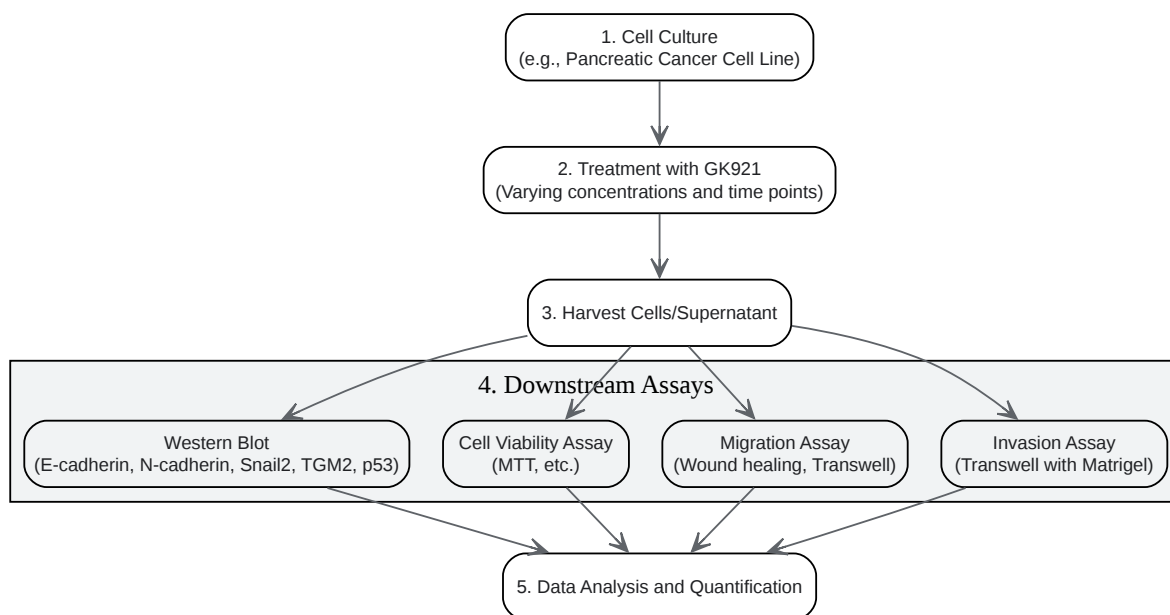 1. Cell Culture
(e.g., Pancreatic Cancer Cell Line)
2. Treatment with GK921
(Varying concentrations and time points)
3. Harvest Cells/Supernatant
4. Downstream Assays
Western Blot
(E-cadherin, N-cadherin, Snail2, TGM2, p53)
Cell Viability Assay
(MTT, etc.)
Migration Assay
(Wound healing, Transwell)
Invasion Assay
(Transwell with Matrigel)
5. Data Analysis and Quantification